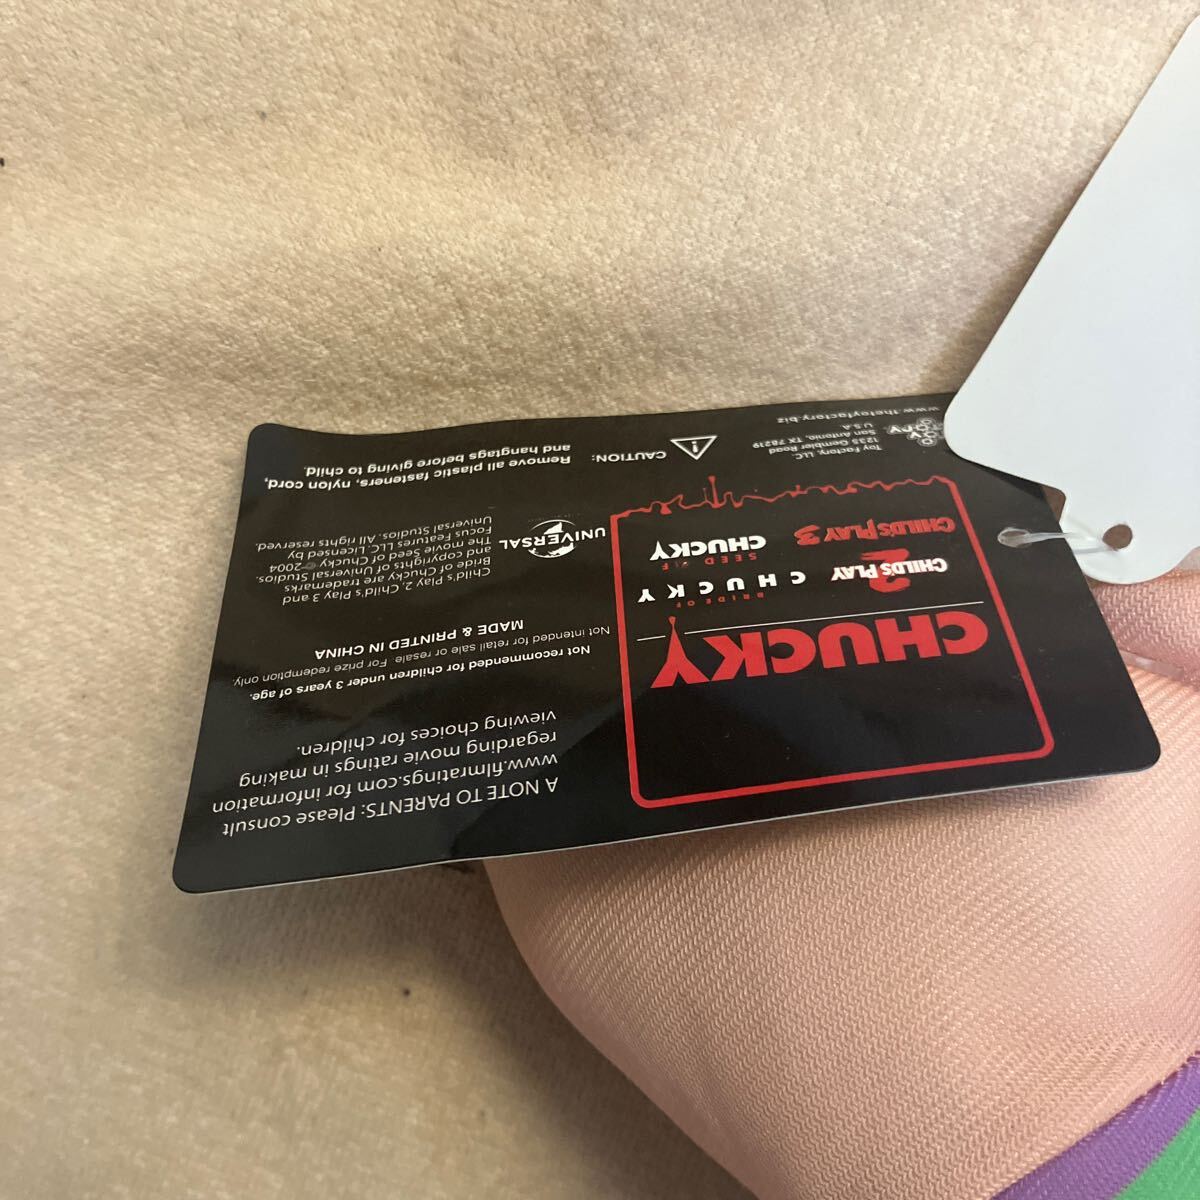 CHUCKY
CHILD'S PLAY 2
BRIDE OF
CHUCKY
CHILD'S PLAY 3
SEED OF
CHUCKY
Toy Factory, LLC.
1235 Gembler Road
San Antonio, TX 78219
U.S.A.
www.thetoyfactory.biz
A NOTE TO PARENTS: Please consult
www.filmratings.com for information
regarding movie ratings in making
viewing choices for children.
Not recommended for children under 3 years of age.
Not intended for retail sale or resale. For prize redemption only.
MADE & PRINTED IN CHINA
UNIVERSAL
Child's Play 2, Child's Play 3 and
Bride of Chucky are trademarks
and copyrights of Universal Studios.
The movie Seed of Chucky © 2004
Focus Features LLC. Licensed by
Universal Studios. All rights reserved.
CAUTION:
Remove all plastic fasteners, nylon cord,
and hangtags before giving to child.